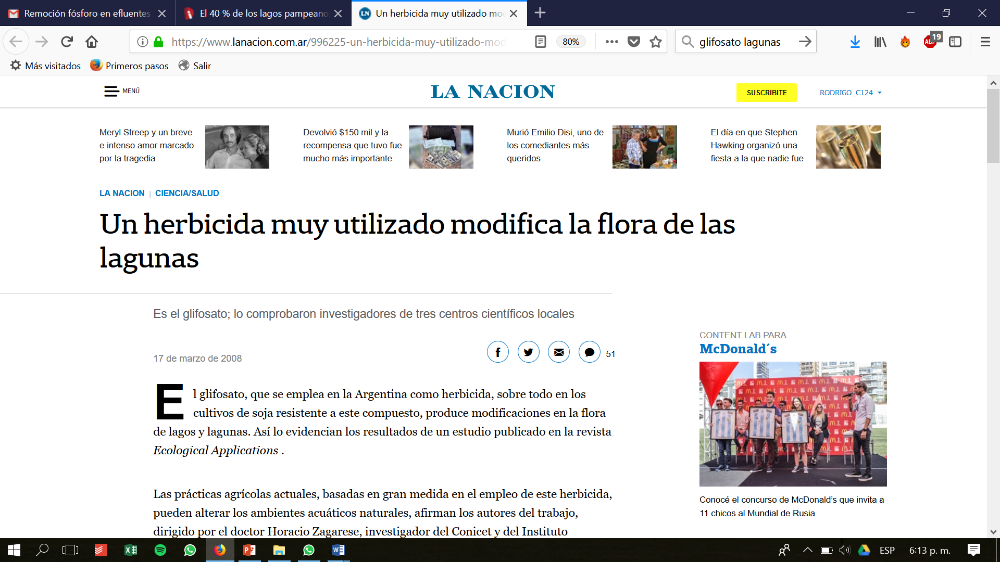 Remoción fósforo en efluentes
El 40 % de los lagos pampeano
Un herbicida muy utilizado mo
https://www.lanacion.com.ar/996225-un-herbicida-muy-utilizado-mod
80%
glifosato lagunas
19
Más visitados
Primeros pasos
Salir
MENÚ
LA NACION
SUSCRIBITE
RODRIGO_C124
Meryl Streep y un breve
e intenso amor marcado
por la tragedia
Devolvió $150 mil y la
recompensa que tuvo fue
mucho más importante
Murió Emilio Disi, uno de
los comediantes más
queridos
El día en que Stephen
Hawking organizó una
fiesta a la que nadie fue
LA NACION | CIENCIA/SALUD
Un herbicida muy utilizado modifica la flora de las
lagunas
Es el glifosato; lo comprobaron investigadores de tres centros científicos locales
17 de marzo de 2008
51
El glifosato, que se emplea en la Argentina como herbicida, sobre todo en los
cultivos de soja resistente a este compuesto, produce modificaciones en la flora
de lagos y lagunas. Así lo evidencian los resultados de un estudio publicado en la revista
Ecological Applications .
Las prácticas agrícolas actuales, basadas en gran medida en el empleo de este herbicida,
pueden alterar los ambientes acuáticos naturales, afirman los autores del trabajo,
dirigido por el doctor Horacio Zagarese, investigador del Conicet y del Instituto
CONTENT LAB PARA
McDonald´s
Conocé el concurso de McDonald's que invita a
11 chicos al Mundial de Rusia
ESP
6:13 p. m.